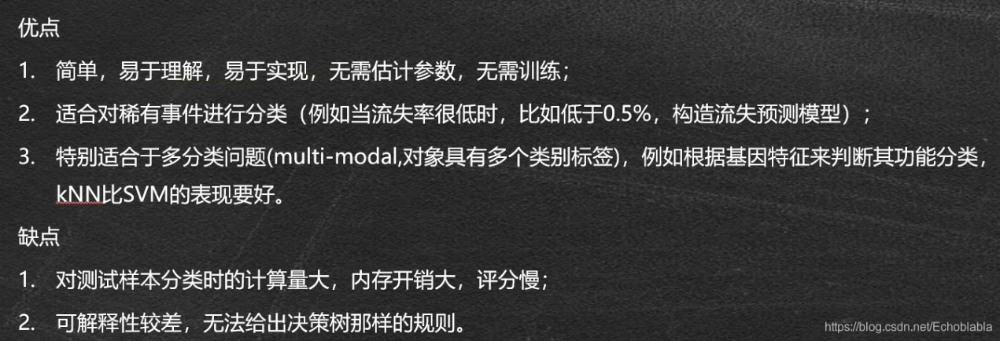 优点
1. 简单，易于理解，易于实现，无需估计参数，无需训练；
2. 适合对稀有事件进行分类（例如当流失率很低时，比如低于0.5%，构造流失预测模型）；
3. 特别适合于多分类问题(multi-modal,对象具有多个类别标签)，例如根据基因特征来判断其功能分类，
kNN比SVM的表现要好。
缺点
1. 对测试样本分类时的计算量大，内存开销大，评分慢；
2. 可解释性较差，无法给出决策树那样的规则。
https://blog.csdn.net/Echoblabla